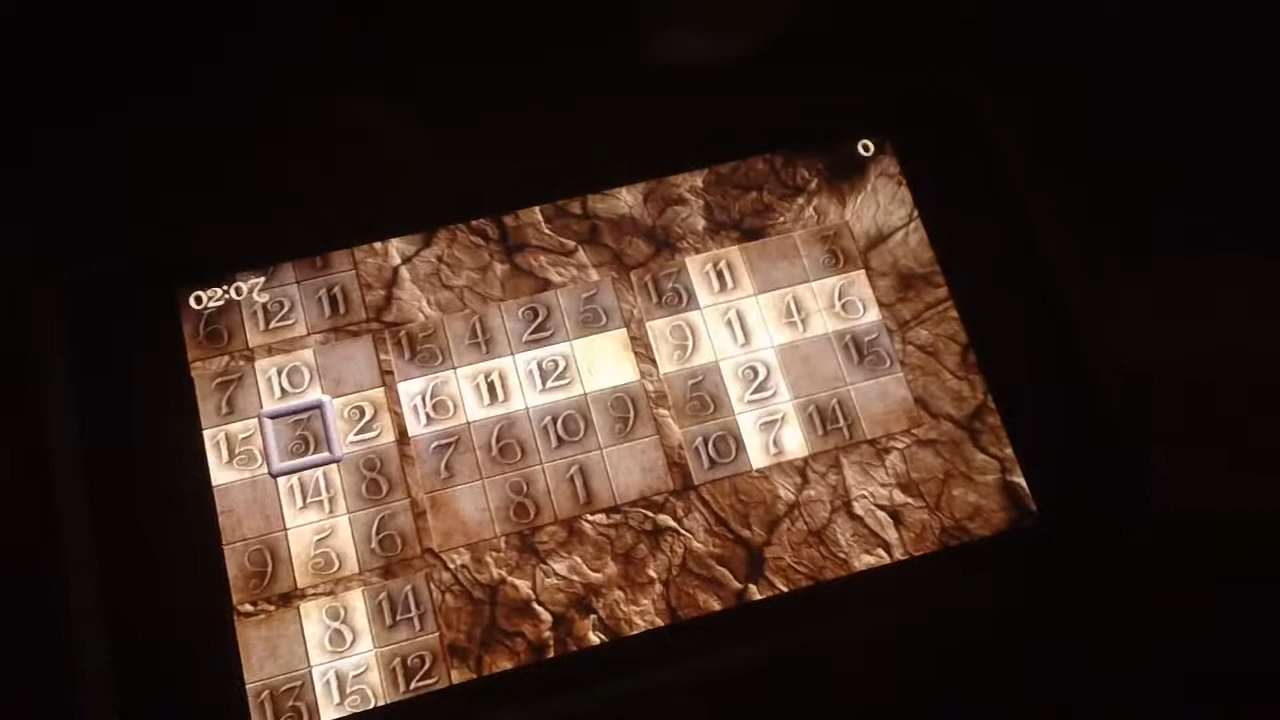 0
02:07
6 12 11
7 10
15 3 2
14 8
9 5 6
8 14
13 15 12
15 4 2 5
16 11 12
7 6 10 9
8 1
13 11 3
9 1 4 6
5 2 15
10 7 14